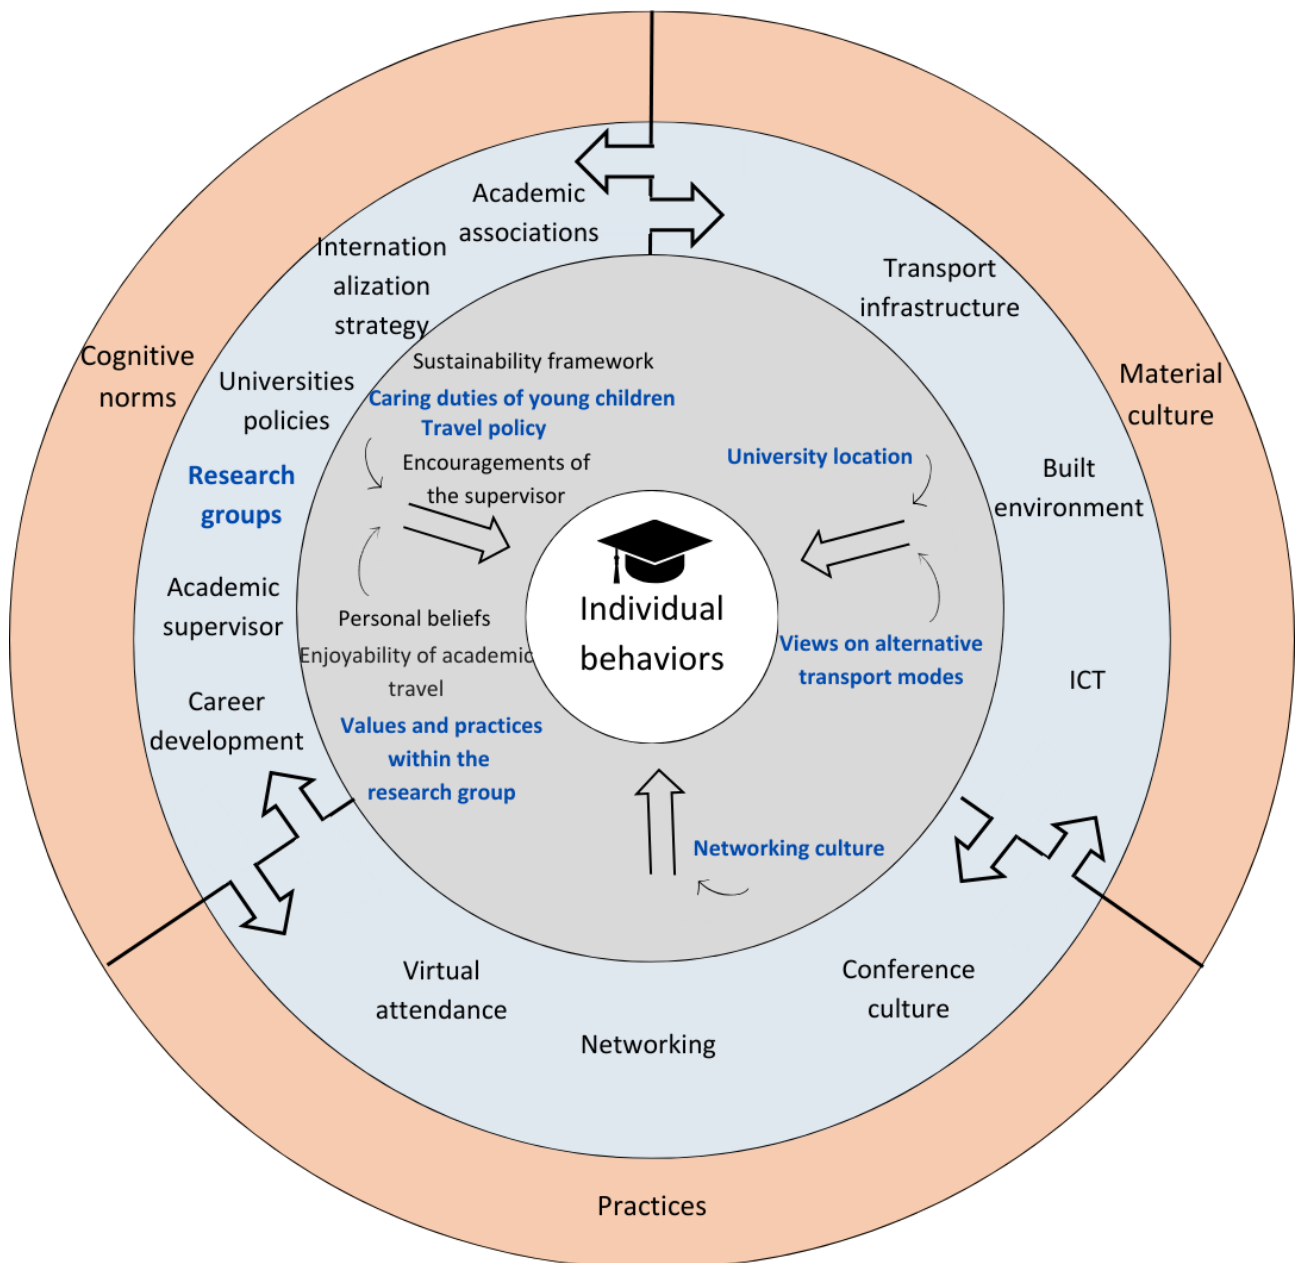 Academic
associations
Internation
alization
strategy
Transport
infrastructure
Cognitive
norms
Universities
policies
Sustainability framework
Caring duties of young children
Travel policy
Encouragements of
the supervisor
Material
culture
University location
Built
environment
Research
groups
Academic
supervisor
Individual
behaviors
Personal beliefs
Enjoyability of academic
travel
Views on alternative
transport modes
ICT
Career
development
Values and practices
within the
research group
Networking culture
Virtual
attendance
Networking
Conference
culture
Practices